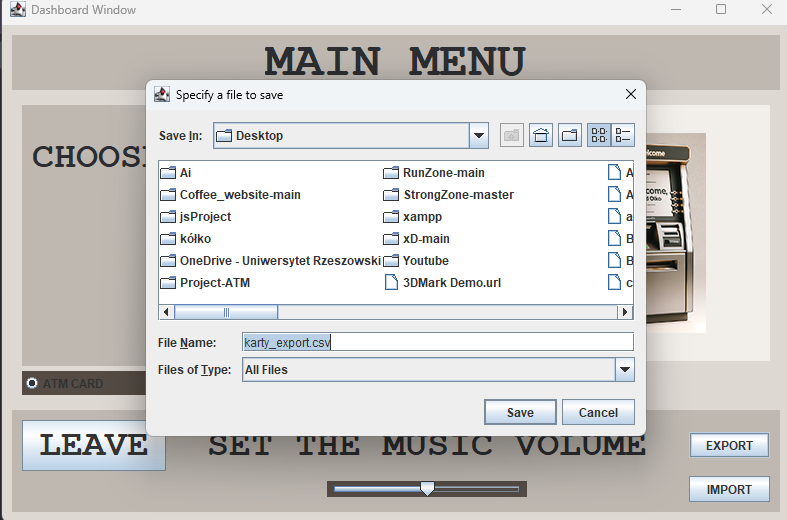 Dashboard Window
MAIN MENU
Specify a file to save
Save In: Desktop
Ai
Coffee_website-main
jsProject
kółko
OneDrive - Uniwersytet Rzeszowski
Project-ATM
RunZone-main
StrongZone-master
xampp
xD-main
Youtube
3DMark Demo.url
A
A
a
B
B
c
File Name: karty_export.csv
Files of Type: All Files
Save Cancel
ATM CARD
LEAVE
SET THE MUSIC VOLUME
EXPORT
IMPORT